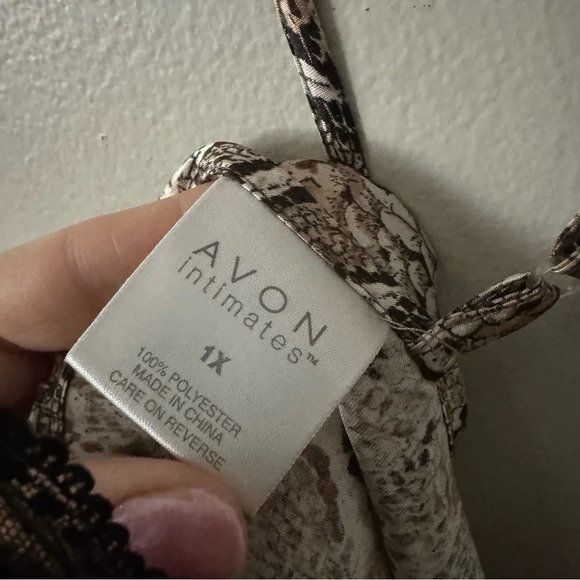 AVON
intimates™
1X
100% POLYESTER
MADE IN CHINA
CARE ON REVERSE